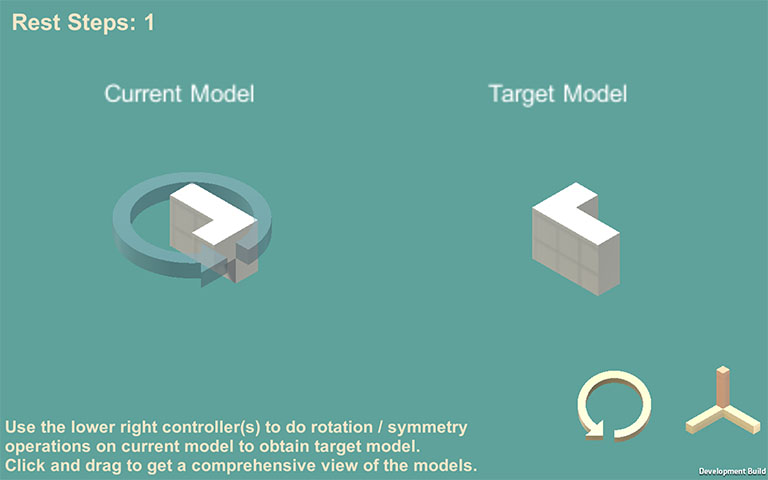 Rest Steps: 1
Current Model
Target Model
Use the lower right controller(s) to do rotation / symmetry
operations on current model to obtain target model.
Click and drag to get a comprehensive view of the models.
Development Build